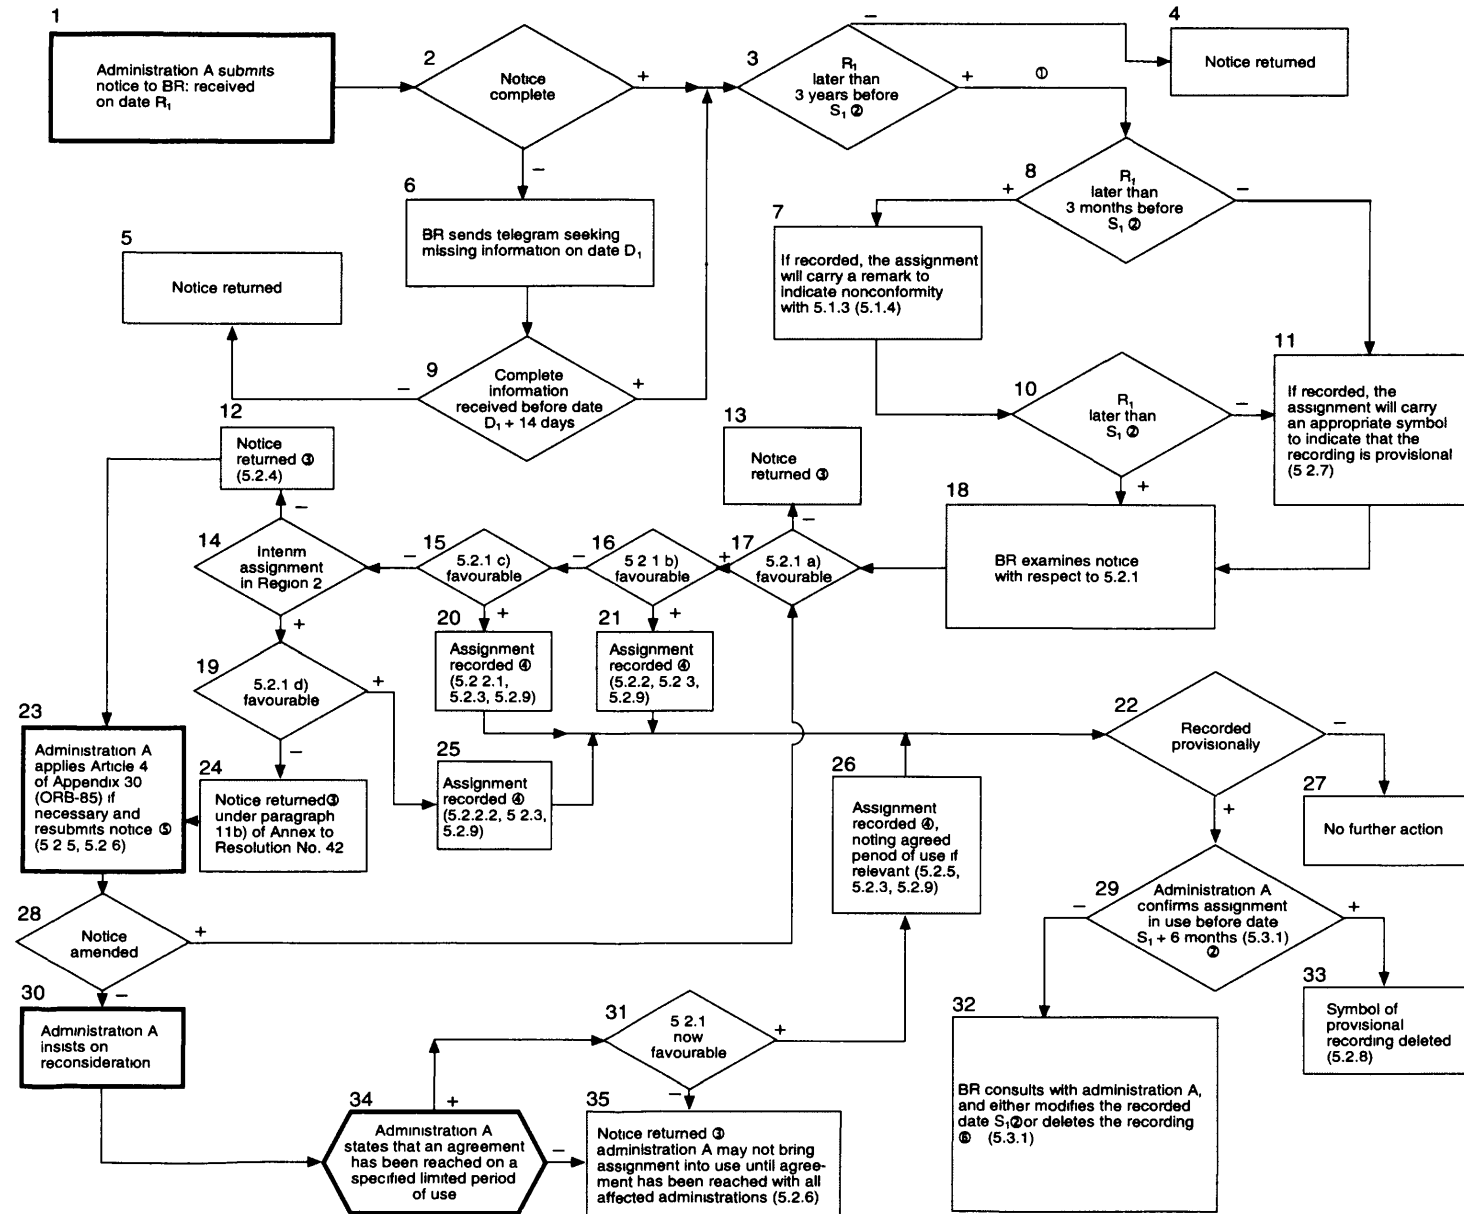 1
Administration A submits
notice to BR: received
on date R₁
2
Notice
complete
+
−
3
R₁
later than
3 years before
S₁ ②
−
+
①
4
Notice returned
5
Notice returned
6
BR sends telegram seeking
missing information on date D₁
7
If recorded, the assignment
will carry a remark to
indicate nonconformity
with 5.1.3 (5.1.4)
8
R₁
later than
3 months before
S₁ ②
+
−
9
Complete
information
received before date
D₁ + 14 days
−
+
10
R₁
later than
S₁ ②
−
+
11
If recorded, the
assignment will carry
an appropriate symbol
to indicate that the
recording is provisional
(5 2.7)
12
Notice
returned ③
(5.2.4)
13
Notice
returned ③
14
Interim
assignment
in Region 2
−
+
15
5.2.1 c)
favourable
−
+
16
5 2 1 b)
favourable
−
+
17
5.2.1 a)
favourable
−
+
18
BR examines notice
with respect to 5.2.1
19
5.2.1 d)
favourable
+
−
20
Assignment
recorded ④
(5.2 2.1,
5.2.3, 5.2.9)
21
Assignment
recorded ④
(5.2.2, 5.2 3,
5.2.9)
22
Recorded
provisionally
−
+
23
Administration A
applies Article 4
of Appendix 30
(ORB-85) if
necessary and
resubmits notice ⑤
(5 2 5, 5.2 6)
24
Notice returned③
under paragraph
11b) of Annex to
Resolution No. 42
25
Assignment
recorded ④
(5.2.2.2, 5 2.3,
5.2.9)
26
Assignment
recorded ④,
noting agreed
period of use if
relevant (5.2.5,
5.2.3, 5.2.9)
27
No further action
28
Notice
amended
+
−
29
Administration A
confirms assignment
in use before date
S₁ + 6 months (5.3.1)
②
−
+
30
Administration A
insists on
reconsideration
31
5 2.1
now
favourable
+
−
32
BR consults with administration A,
and either modifies the recorded
date S₁②or deletes the recording
⑥ (5.3.1)
33
Symbol of
provisional
recording deleted
(5.2.8)
34
Administration A
states that an agreement
has been reached on a
specified limited period
of use
+
−
35
Notice returned ③
administration A may not bring
assignment into use until agree-
ment has been reached with all
affected administrations (5.2.6)